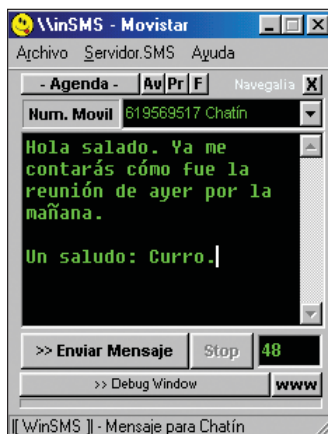 \\inSMS - Movistar
Archivo Servidor.SMS Ayuda
- Agenda - Av Pr F Navegalia X
Num. Movil 619569517 Chatín
Hola salado. Ya me
contarás cómo fue la
reunión de ayer por la
mañana.
Un saludo: Curro.
>> Enviar Mensaje Stop 48
>> Debug Window www
|[ WinSMS ]| - Mensaje para Chatín